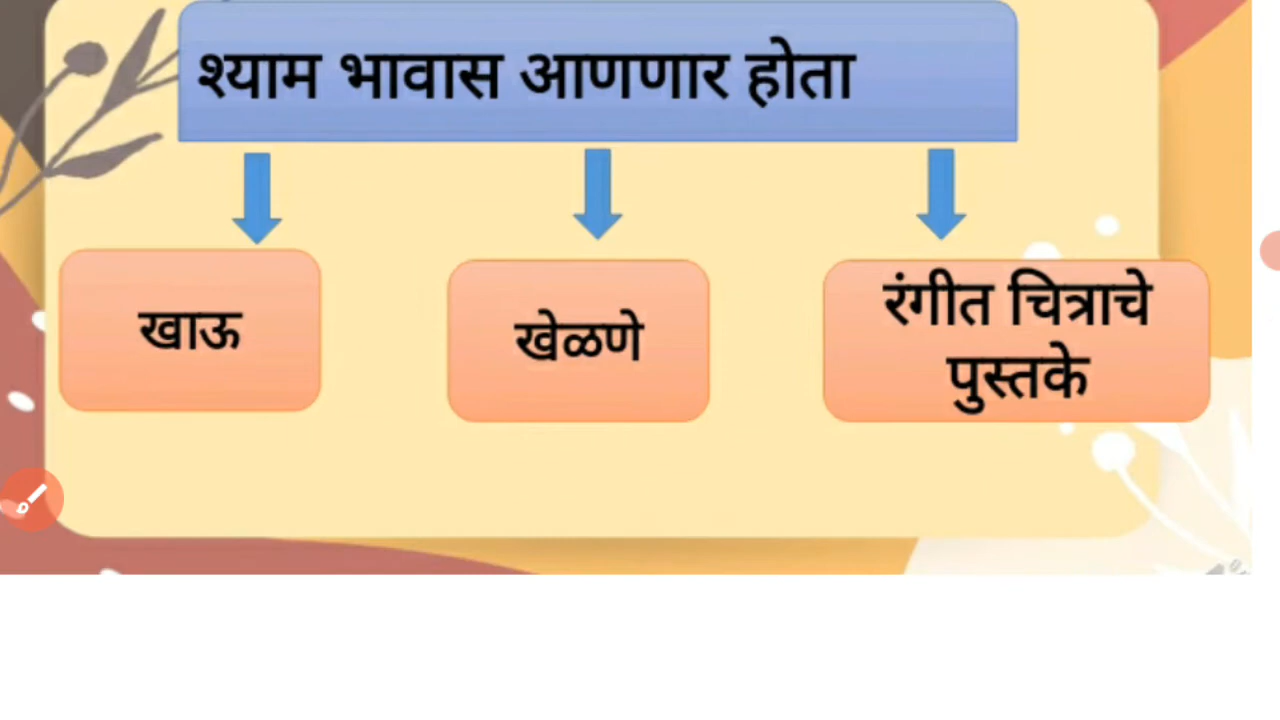 श्याम भावास आणणार होता
खाऊ
खेळणे
रंगीत चित्राचे
पुस्तके